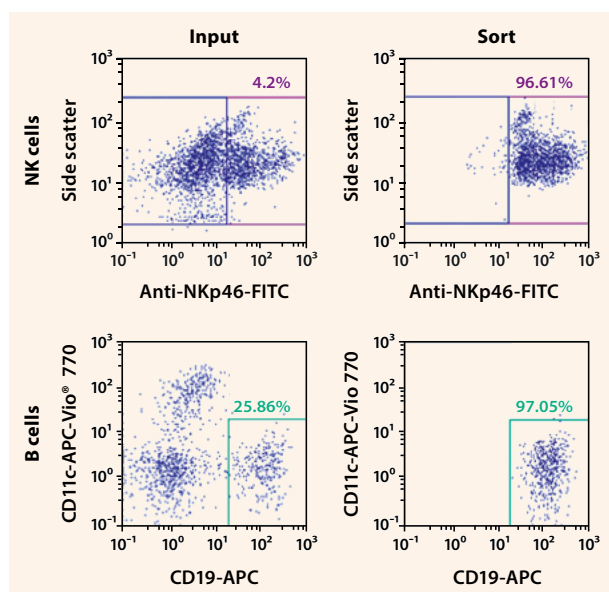 Input
Sort
NK cells
Side scatter
10³
10²
10¹
10⁰
4.2%
10⁻¹ 10⁰ 10¹ 10² 10³
Anti-NKp46-FITC
Side scatter
10³
10²
10¹
10⁰
96.61%
10⁻¹ 10⁰ 10¹ 10² 10³
Anti-NKp46-FITC
B cells
CD11c-APC-Vio® 770
10³
10²
10¹
10⁰
10⁻¹
25.86%
10⁻¹ 10⁰ 10¹ 10² 10³
CD19-APC
CD11c-APC-Vio 770
10³
10²
10¹
10⁰
10⁻¹
97.05%
10⁻¹ 10⁰ 10¹ 10² 10³
CD19-APC